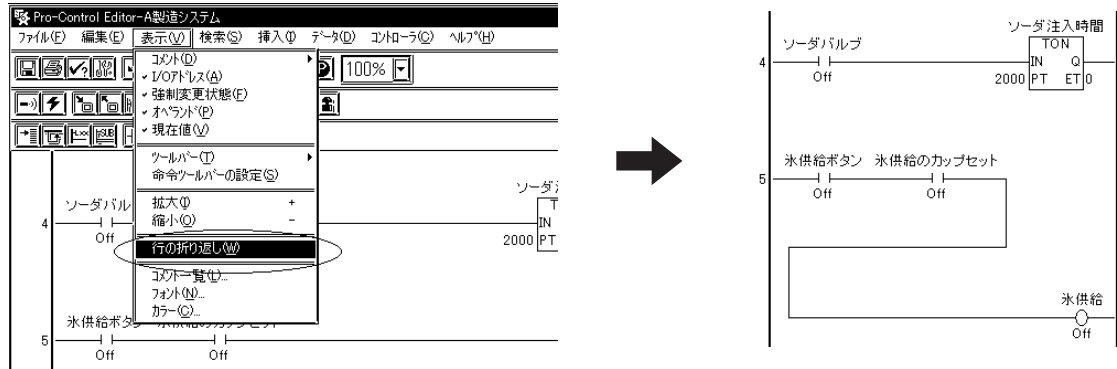 Pro-Control Editor-A製造システム
ファイル(F) 編集(E) 表示(V) 検索(S) 挿入(I) データ(D) コントローラ(C) ヘルプ(H)
100%
コメント(D)
✓I/Oアドレス(A)
✓強制変更状態(F)
✓オペランド(P)
✓現在値(V)
ツールバー(T)
命令ツールバーの設定(S)
拡大(I) +
縮小(O) -
行の折り返し(W)
コメント一覧(L)...
フォント(N)...
カラー(C)...
ソーダバル
4
Off
ソーダ
IN
2000 PT
氷供給ボタ
5
Off Off
ソーダ注入時間
ソーダバルブ
TON
4
IN Q
Off
2000 PT ET 0
氷供給ボタン 氷供給のカップセット
5
Off Off
氷供給
Off